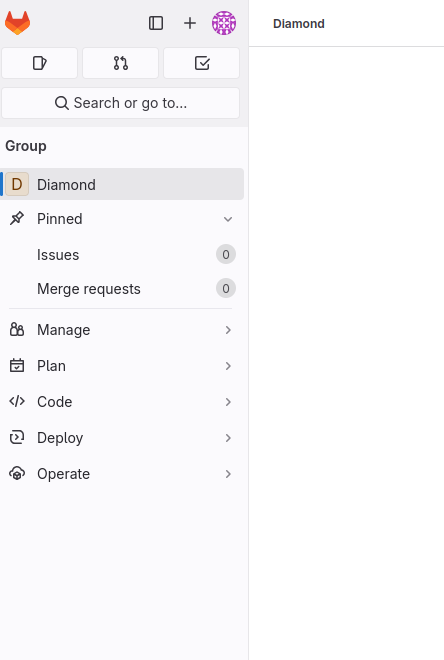 Diamond
Search or go to...
Group
D Diamond
Pinned
Issues 0
Merge requests 0
Manage
Plan
Code
Deploy
Operate